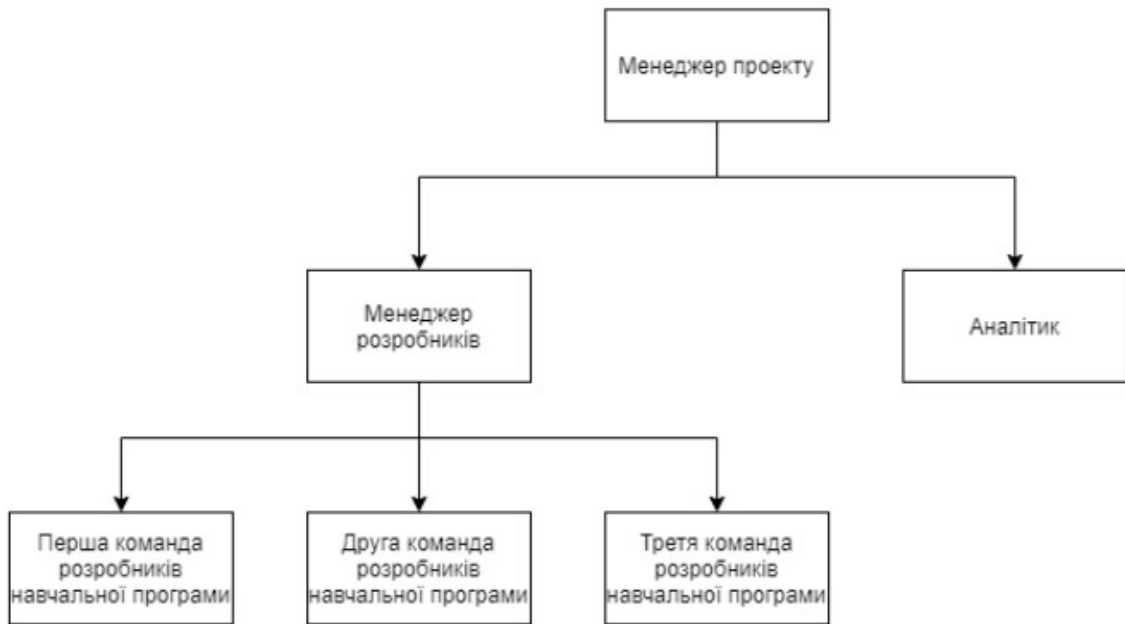 Менеджер проекту
Менеджер
розробників
Аналітик
Перша команда
розробників
навчальної програми
Друга команда
розробників
навчальної програми
Третя команда
розробників
навчальної програми